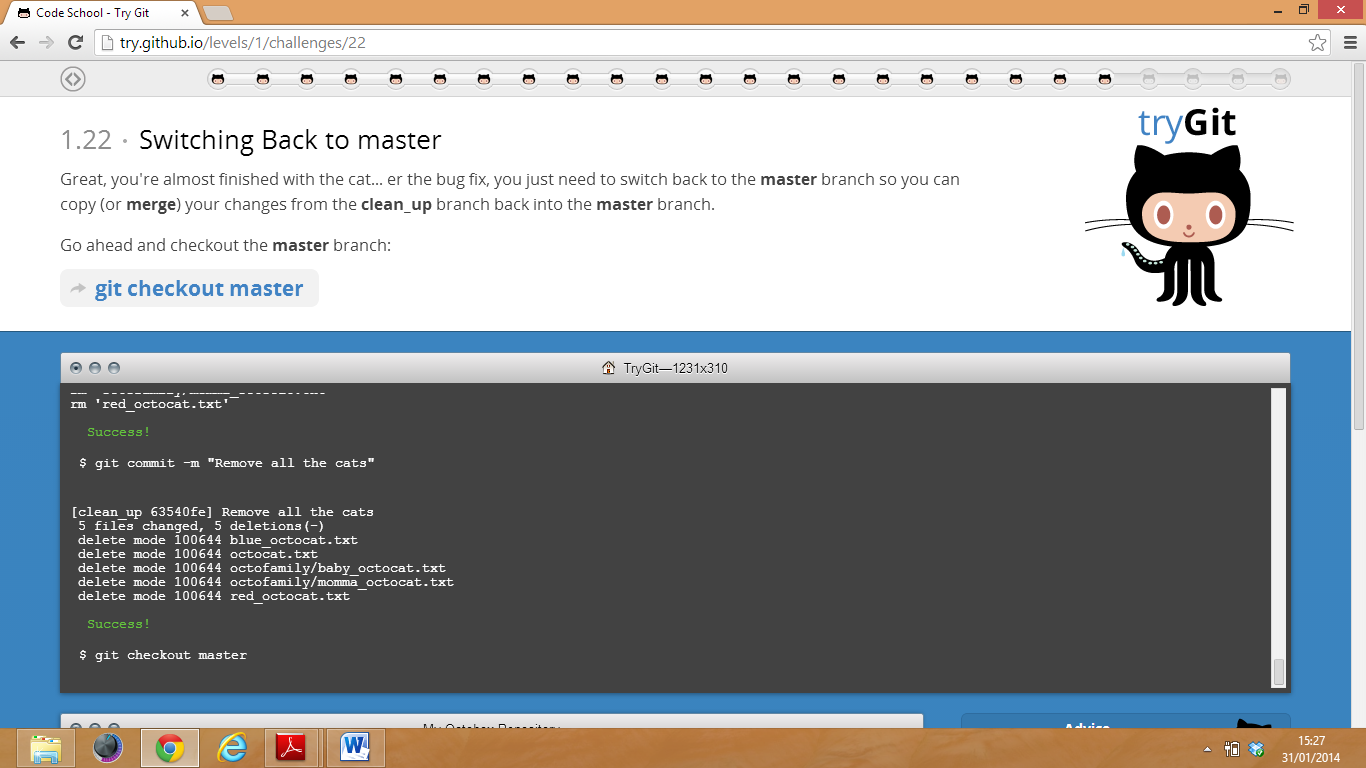 Code School - Try Git
try.github.io/levels/1/challenges/22
tryGit
1.22 · Switching Back to master
Great, you're almost finished with the cat... er the bug fix, you just need to switch back to the master branch so you can
copy (or merge) your changes from the clean_up branch back into the master branch.
Go ahead and checkout the master branch:
git checkout master
TryGit—1231x310
rm 'red_octocat.txt'
Success!
$ git commit -m "Remove all the cats"
[clean_up 63540fe] Remove all the cats
5 files changed, 5 deletions(-)
delete mode 100644 blue_octocat.txt
delete mode 100644 octocat.txt
delete mode 100644 octofamily/baby_octocat.txt
delete mode 100644 octofamily/momma_octocat.txt
delete mode 100644 red_octocat.txt
Success!
$ git checkout master
My Octobox Repository
Advice
15:27
31/01/2014